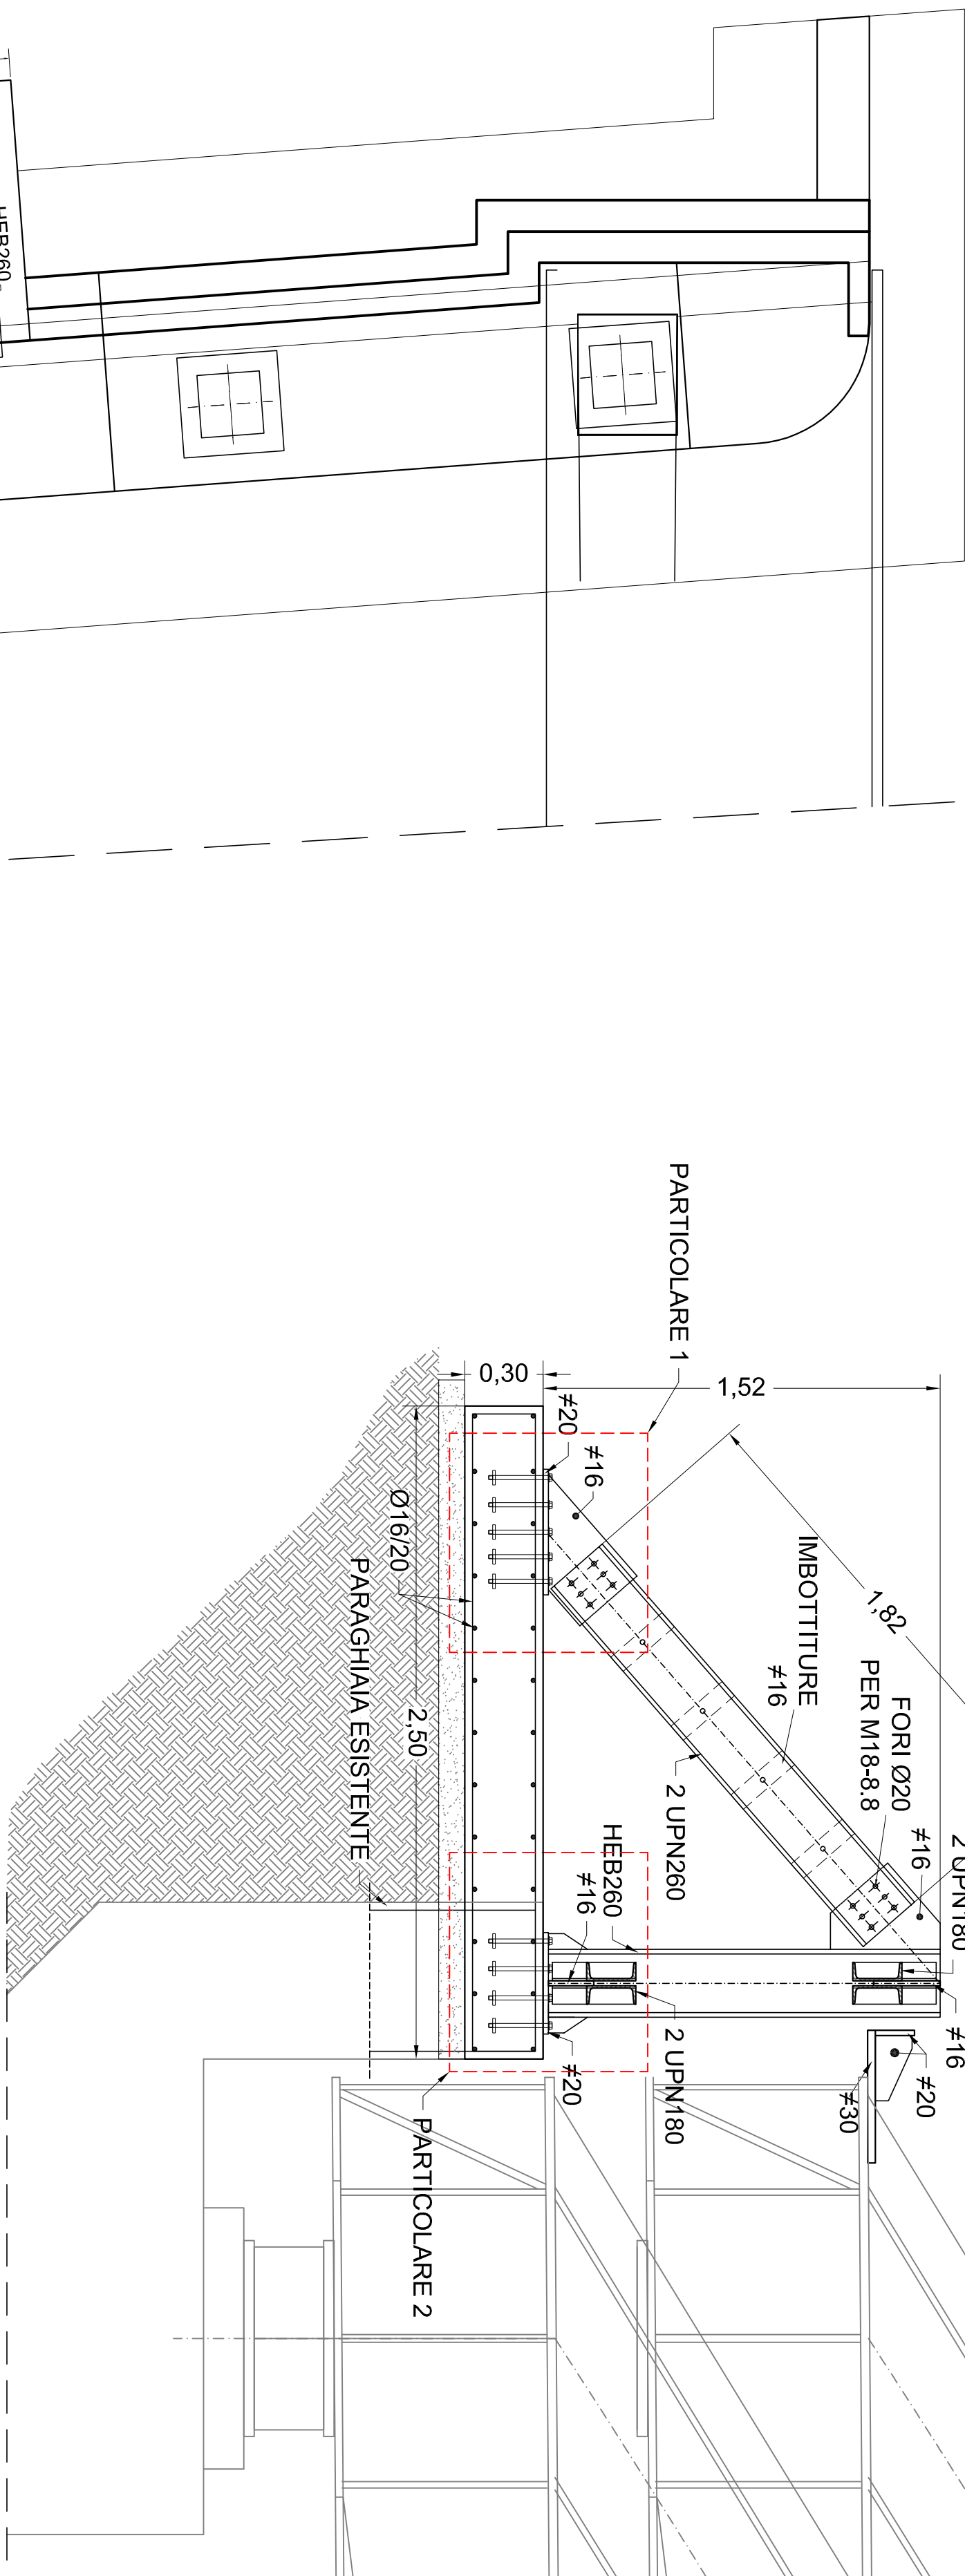 HEB260
PARTICOLARE 1
0,30
1,52
1,82
≠20
≠16
IMBOTTITURE
≠16
FORI Ø20
PER M18-8.8
≠16
2 UPN180
≠16
2 UPN260
HEB260
≠16
2 UPN180
Ø16/20
2,50
PARAGHIAIA ESISTENTE
≠20
≠20
≠30
PARTICOLARE 2